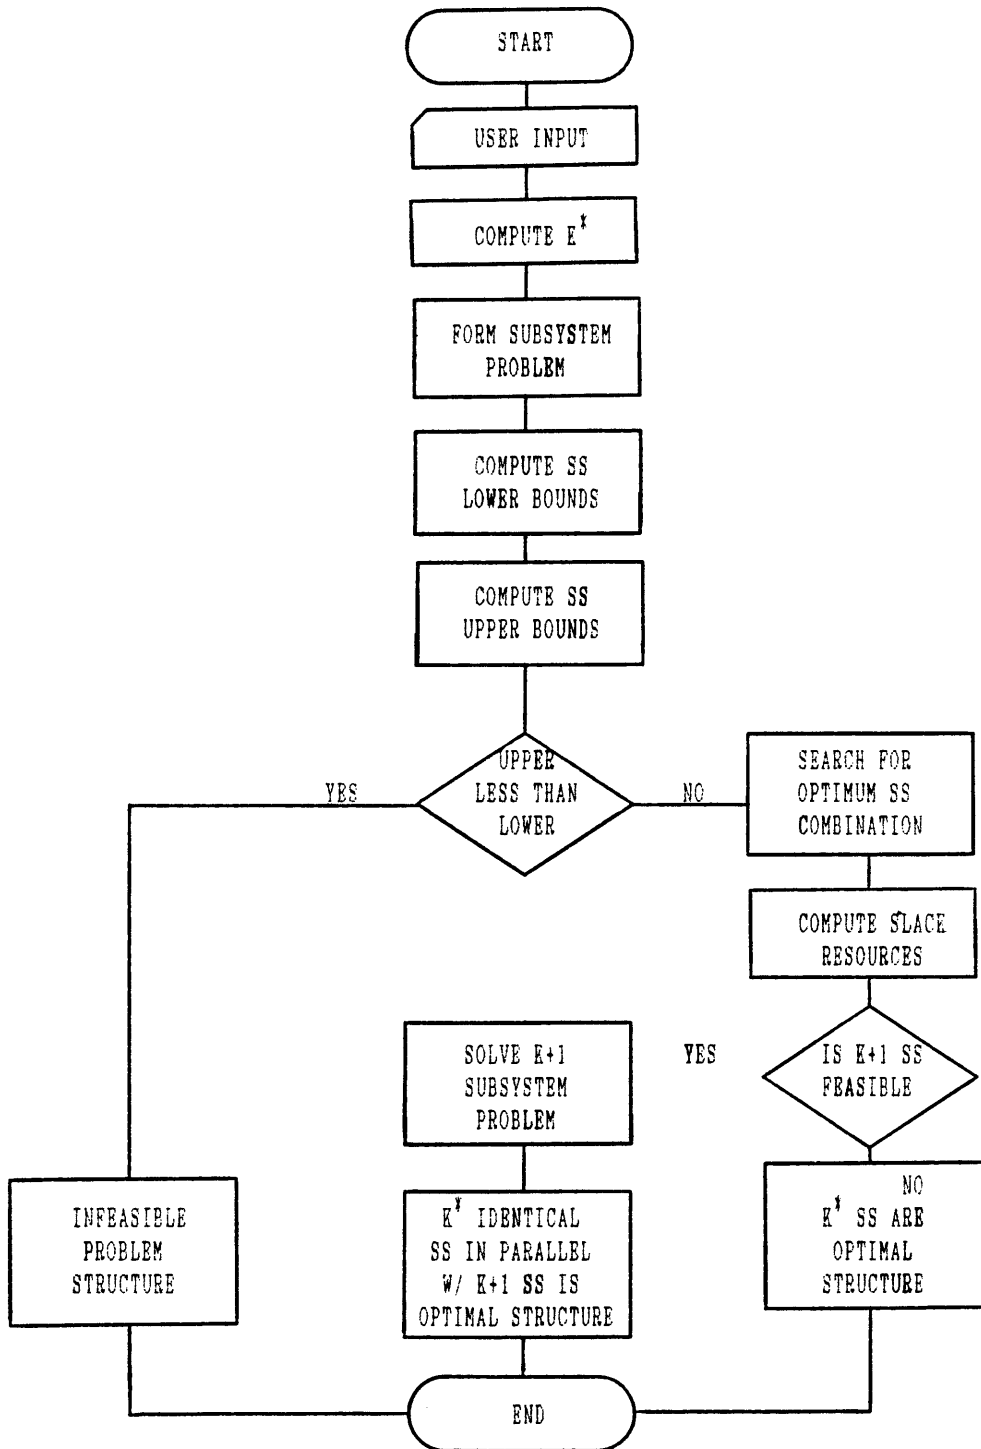 START
USER INPUT
COMPUTE K*
FORM SUBSYSTEM
PROBLEM
COMPUTE SS
LOWER BOUNDS
COMPUTE SS
UPPER BOUNDS
UPPER
LESS THAN
LOWER
YES
NO
SEARCH FOR
OPTIMUM SS
COMBINATION
COMPUTE SLACK
RESOURCES
IS K+1 SS
FEASIBLE
YES
SOLVE K+1
SUBSYSTEM
PROBLEM
NO
K* SS ARE
OPTIMAL
STRUCTURE
K* IDENTICAL
SS IN PARALLEL
W/ K+1 SS IS
OPTIMAL STRUCTURE
INFEASIBLE
PROBLEM
STRUCTURE
END